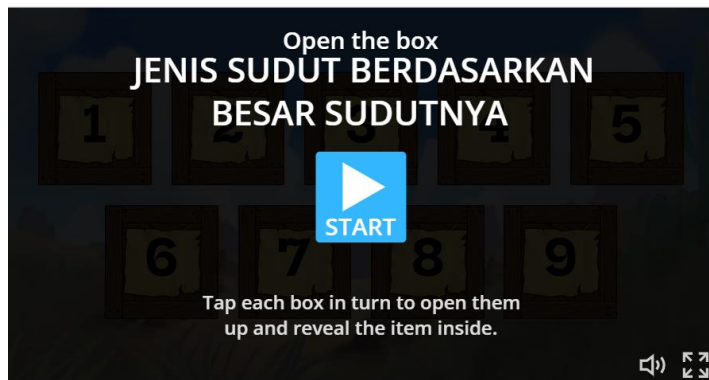 Open the box
JENIS SUDUT BERDASARKAN
BESAR SUDUTNYA
1 2 3 4 5
START
6 7 8 9
Tap each box in turn to open them
up and reveal the item inside.